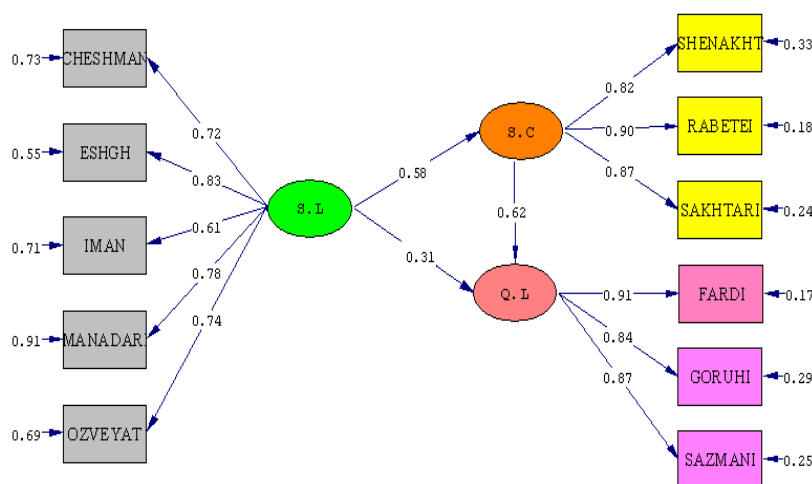 0.73
CHESHMAN
0.72
0.55
ESHGH
0.83
0.71
IMAN
0.61
0.91
MANADAR
0.78
0.69
OZVEYAT
0.74
S.L
0.58
0.31
S.C
0.62
Q.L
0.82
SHENAKHT
0.33
0.90
RABETEI
0.18
0.87
SAKHTARI
0.24
0.91
FARDI
0.17
0.84
GORUHI
0.29
0.87
SAZMANI
0.25